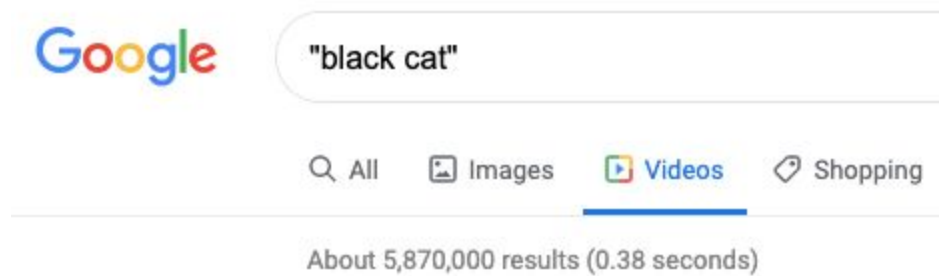 Google "black cat"
All Images Videos Shopping
About 5,870,000 results (0.38 seconds)